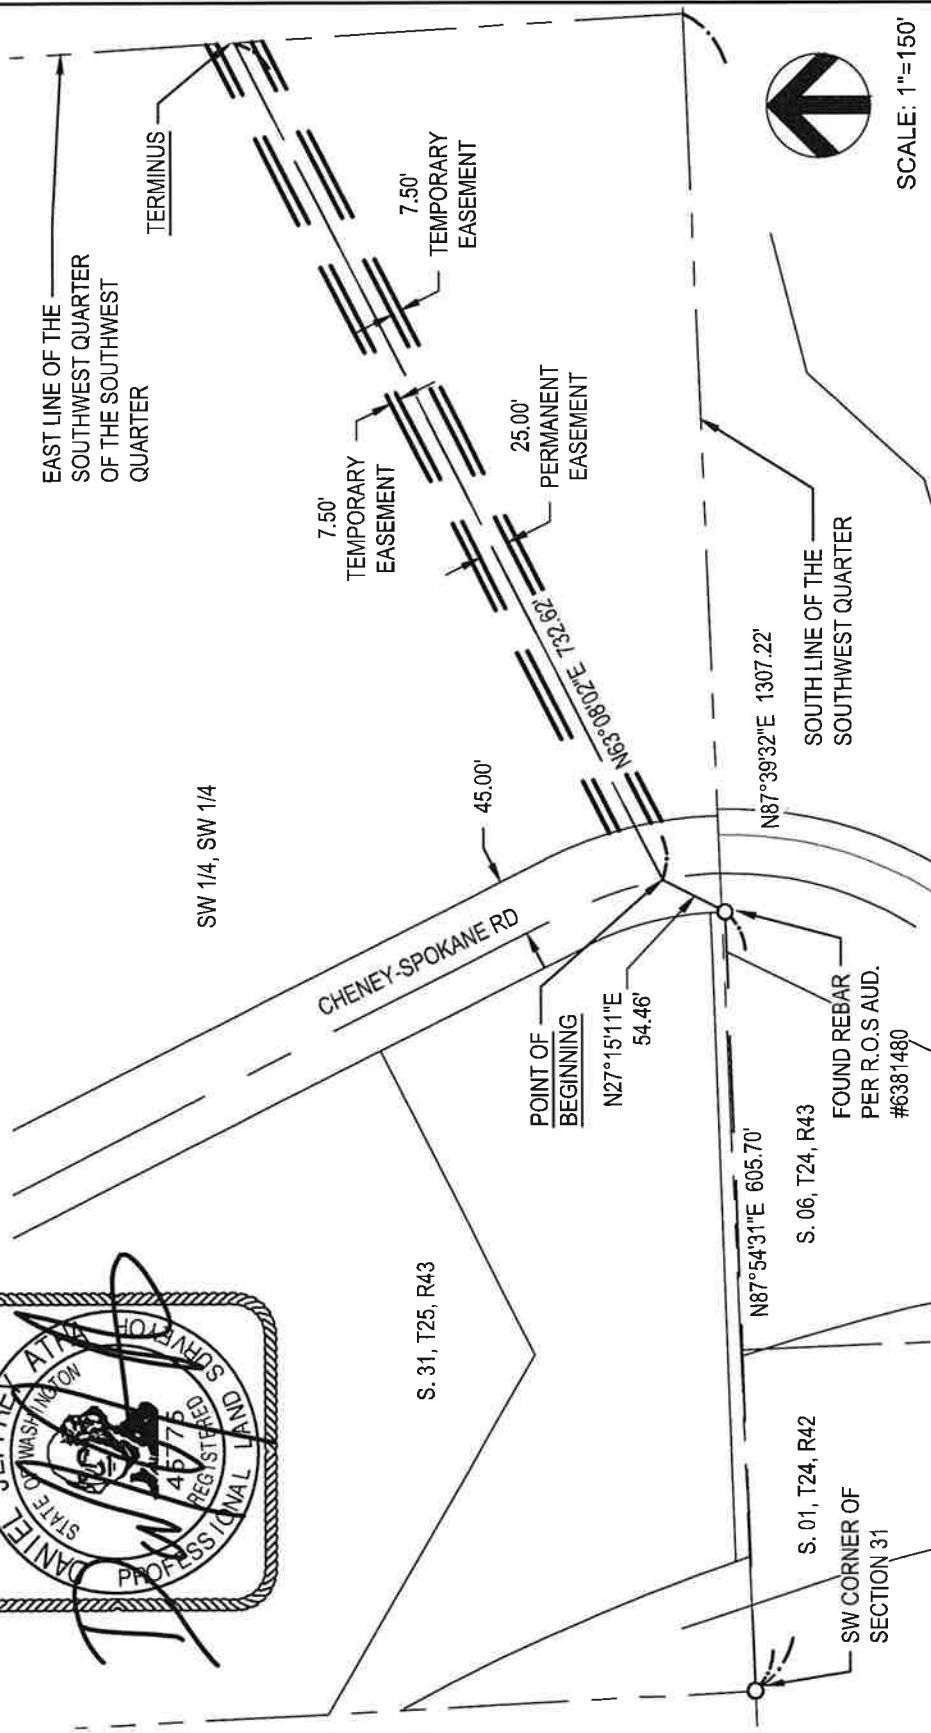 EAST LINE OF THE
SOUTHWEST QUARTER
OF THE SOUTHWEST
QUARTER
TERMINUS
7.50'
TEMPORARY
EASEMENT
7.50'
TEMPORARY
EASEMENT
25.00'
PERMANENT
EASEMENT
SW 1/4, SW 1/4
45.00'
N63°08'02"E 732.62'
CHENEY-SPOKANE RD
POINT OF
BEGINNING
N27°15'11"E
54.46'
S. 31, T25, R43
N87°39'32"E 1307.22'
SOUTH LINE OF THE
SOUTHWEST QUARTER
N87°54'31"E 605.70'
S. 06, T24, R43
FOUND REBAR
PER R.O.S AUD.
#6381480
S. 01, T24, R42
SW CORNER OF
SECTION 31
SCALE: 1"=150'
DANIEL
STATE OF WASHINGTON
45775
REGISTERED
PROFESSIONAL LAND SURVEYOR